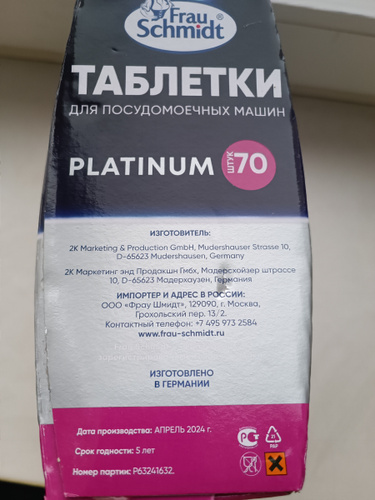 Frau
Schmidt®
ТАБЛЕТКИ
ДЛЯ ПОСУДОМОЕЧНЫХ МАШИН
PLATINUM ШТУК 70
ИЗГОТОВИТЕЛЬ:
2K Marketing & Production GmbH, Mudershauser Strasse 10,
D-65623 Mudershausen, Germany
2К Маркетинг энд Продакшн Гмбх, Мадерсхойзер штрассе
10, D-65623 Мадерхаузен, Германия
ИМПОРТЕР И АДРЕС В РОССИИ:
ООО «Фрау Шмидт», 129090, г. Москва,
Грохольский пер. 13/2.
Контактный телефон: +7 495 973 2584
www.frau-schmidt.ru
ИЗГОТОВЛЕНО
В ГЕРМАНИИ
Дата производства: АПРЕЛЬ 2024 г.
Срок годности: 5 лет
Номер партии: P63241632.
21
PAP